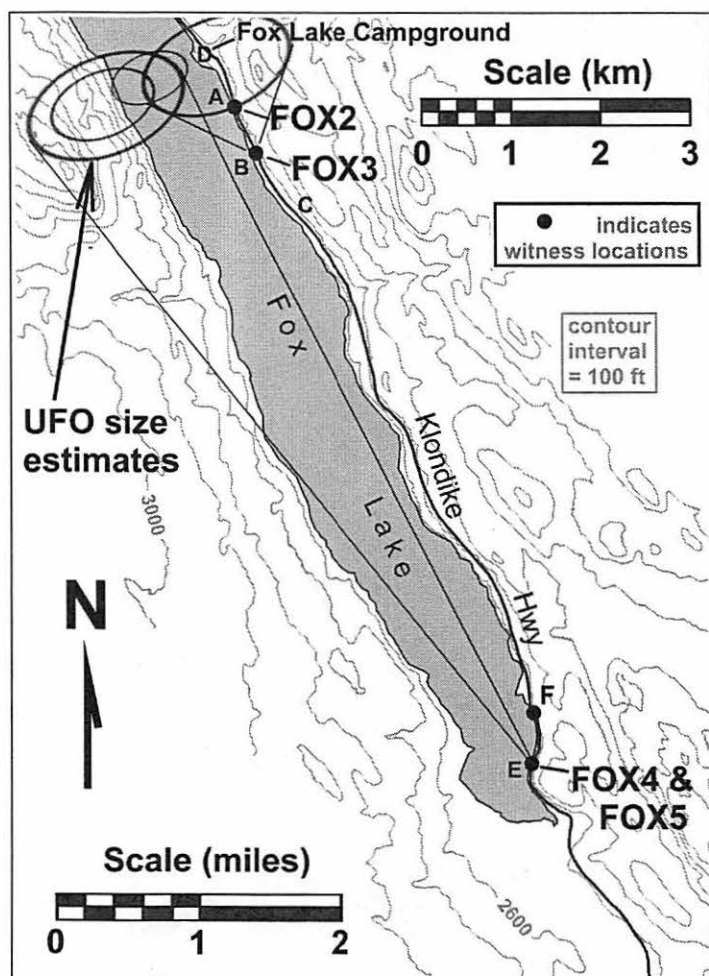 D Fox Lake Campground
Scale (km)
0 1 2 3
A
FOX2
B
FOX3
C
indicates
witness locations
contour
interval
= 100 ft
Fox
Lake
UFO size
estimates
Klondike
Hwy
3000
N
F
E
FOX4 &
FOX5
Scale (miles)
0 1 2
2600